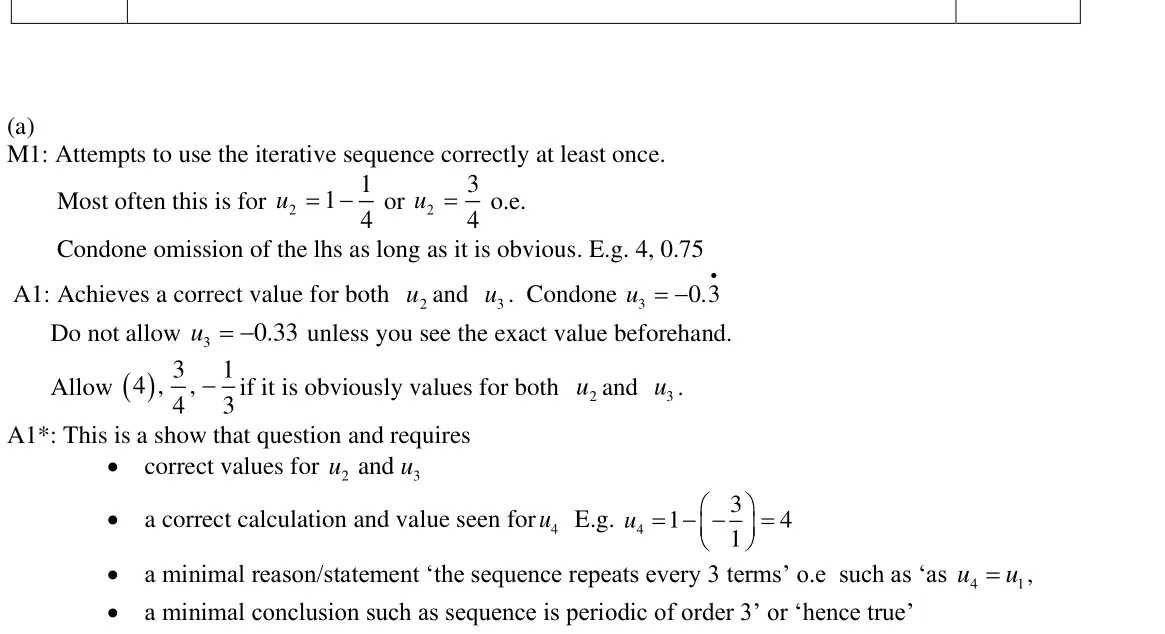 (a)
M1: Attempts to use the iterative sequence correctly at least once.
Most often this is for u₂ = 1 − 1/4 or u₂ = 3/4 o.e.
Condone omission of the lhs as long as it is obvious. E.g. 4, 0.75
A1: Achieves a correct value for both u₂ and u₃. Condone u₃ = −0.3̇
Do not allow u₃ = −0.33 unless you see the exact value beforehand.
Allow (4), 3/4, −1/3 if it is obviously values for both u₂ and u₃.
A1*: This is a show that question and requires
• correct values for u₂ and u₃
• a correct calculation and value seen for u₄ E.g. u₄ = 1 − (−3/1) = 4
• a minimal reason/statement ‘the sequence repeats every 3 terms’ o.e such as ‘as u₄ = u₁,
• a minimal conclusion such as sequence is periodic of order 3’ or ‘hence true’